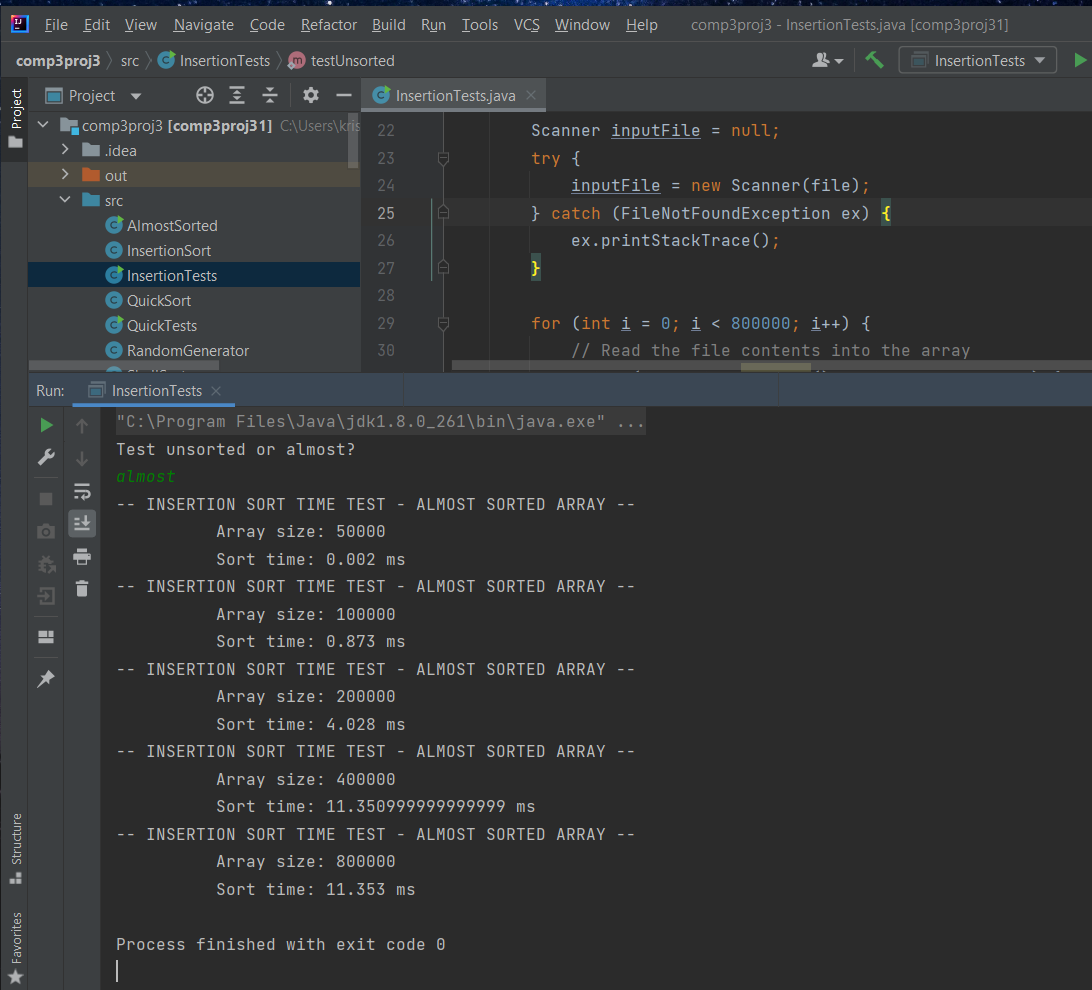 File Edit View Navigate Code Refactor Build Run Tools VCS Window Help comp3proj3 - InsertionTests.java [comp3proj31]
comp3proj3 src InsertionTests testUnsorted InsertionTests
Project
Project
InsertionTests.java
comp3proj3 [comp3proj31] C:\Users\kris
.idea
out
src
AlmostSorted
InsertionSort
InsertionTests
QuickSort
QuickTests
RandomGenerator
22 Scanner inputFile = null;
23 try {
24 inputFile = new Scanner(file);
25 } catch (FileNotFoundException ex) {
26 ex.printStackTrace();
27 }
28
29 for (int i = 0; i < 800000; i++) {
30 // Read the file contents into the array
Run: InsertionTests
"C:\Program Files\Java\jdk1.8.0_261\bin\java.exe" ...
Test unsorted or almost?
almost
-- INSERTION SORT TIME TEST - ALMOST SORTED ARRAY --
Array size: 50000
Sort time: 0.002 ms
-- INSERTION SORT TIME TEST - ALMOST SORTED ARRAY --
Array size: 100000
Sort time: 0.873 ms
-- INSERTION SORT TIME TEST - ALMOST SORTED ARRAY --
Array size: 200000
Sort time: 4.028 ms
-- INSERTION SORT TIME TEST - ALMOST SORTED ARRAY --
Array size: 400000
Sort time: 11.350999999999999 ms
-- INSERTION SORT TIME TEST - ALMOST SORTED ARRAY --
Array size: 800000
Sort time: 11.353 ms
Process finished with exit code 0
Structure
Favorites